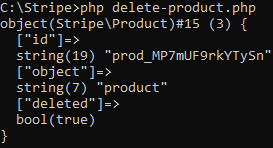 C:\Stripe>php delete-product.php
object(Stripe\Product)#15 (3) {
  ["id"]=>
  string(19) "prod_MP7mUF9rkYTySn"
  ["object"]=>
  string(7) "product"
  ["deleted"]=>
  bool(true)
}